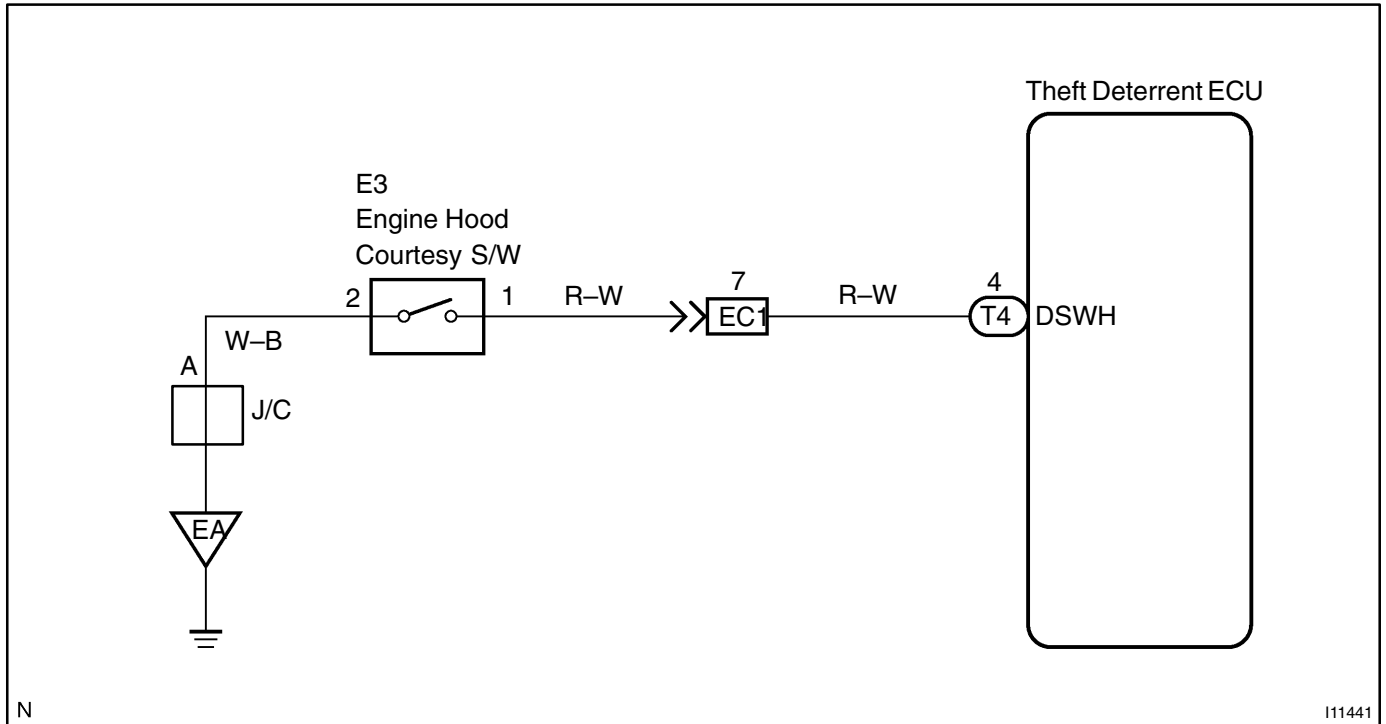 Theft Deterrent ECU
E3
Engine Hood
Courtesy S/W
2
1
R–W
7
EC1
R–W
4
T4
DSWH
W–B
A
J/C
EA
N
I11441